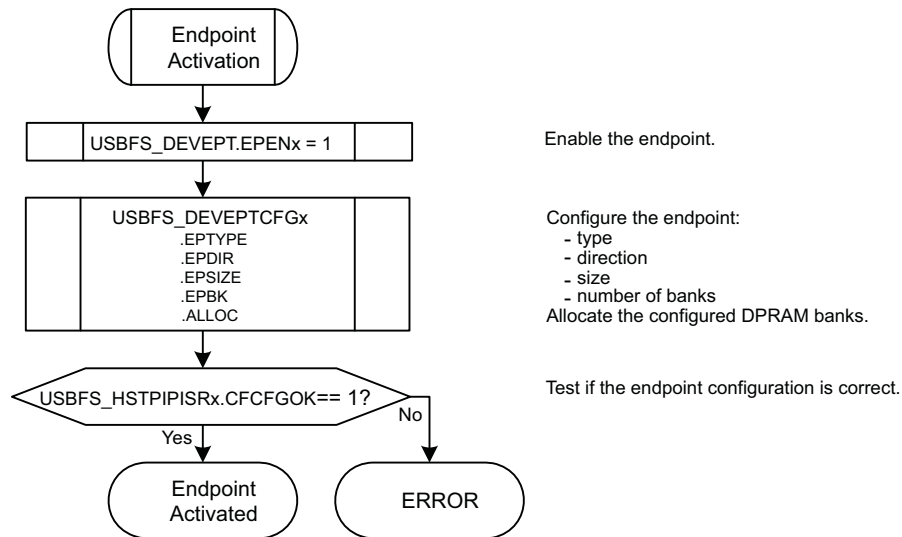 Endpoint
Activation
USBFS_DEVEPT.EPENx = 1
Enable the endpoint.
USBFS_DEVEPTCFGx
.EPTYPE
.EPDIR
.EPSIZE
.EPBK
.ALLOC
Configure the endpoint:
- type
- direction
- size
- number of banks
Allocate the configured DPRAM banks.
USBFS_HSTPIPISRx.CFCFGOK== 1?
Test if the endpoint configuration is correct.
No
Yes
Endpoint
Activated
ERROR